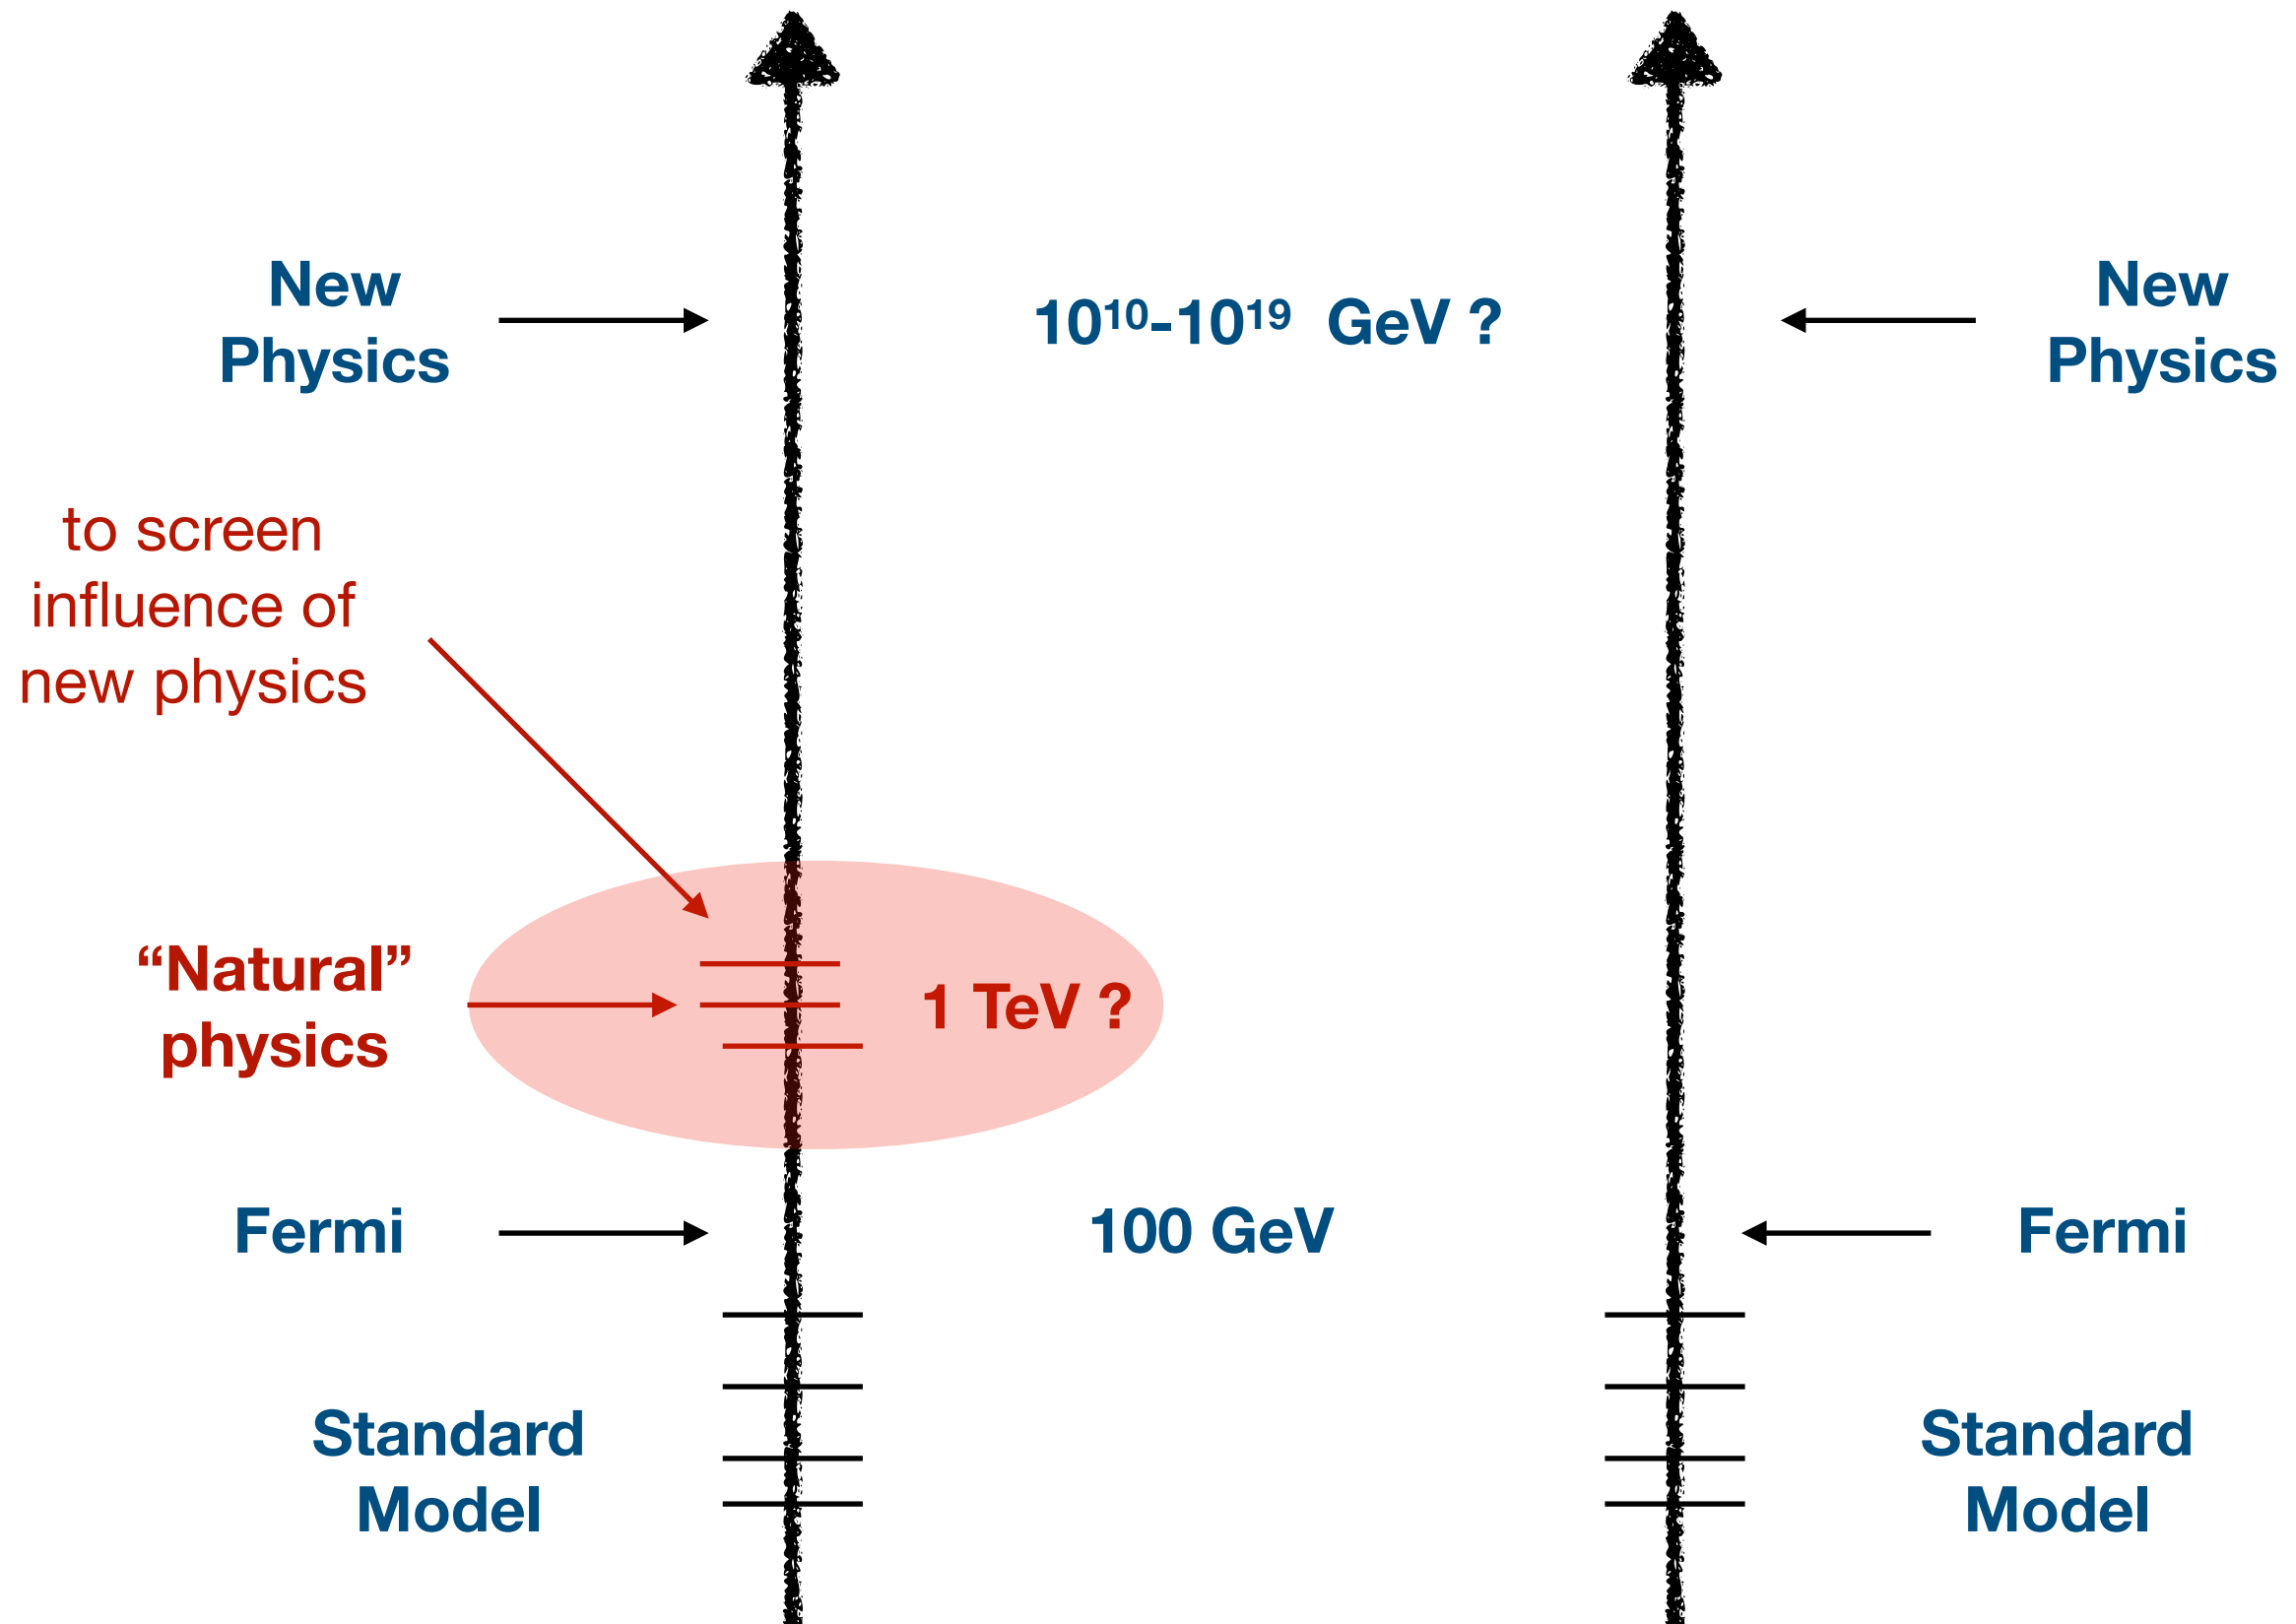 New
Physics
10¹⁰-10¹⁹ GeV ?
New
Physics
to screen
influence of
new physics
“Natural”
physics
1 TeV ?
Fermi
100 GeV
Fermi
Standard
Model
Standard
Model